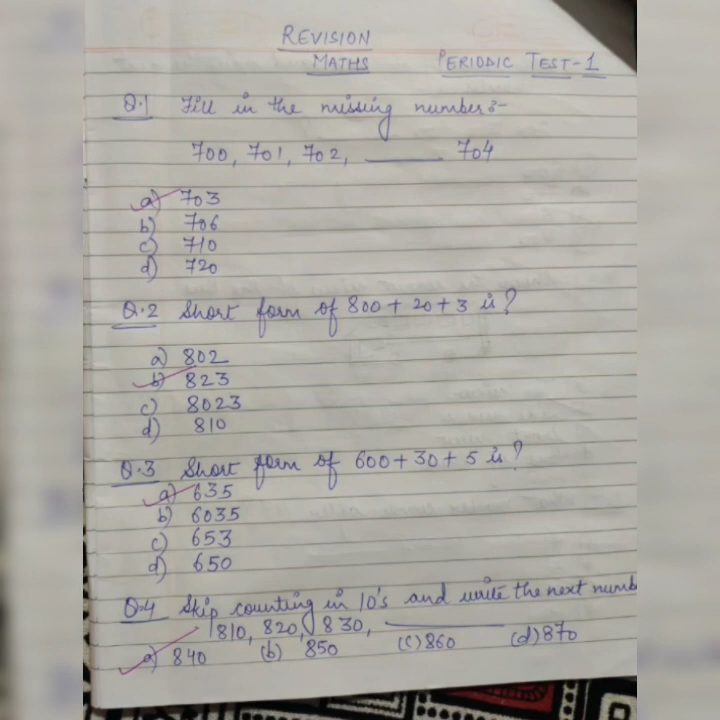 REVISION
MATHS PERIODIC TEST-1
Q.1 Fill in the missing number:-
700, 701, 702, ______ 704
a) 703
b) 706
c) 710
d) 720
Q.2 Short form of 800 + 20 + 3 is?
a) 802
b) 823
c) 8023
d) 810
Q.3 Short form of 600 + 30 + 5 is?
a) 635
b) 6035
c) 653
d) 650
Q.4 Skip counting in 10's and write the next numbe
810, 820, 830, ______
a) 840 (b) 850 (c) 860 (d) 870